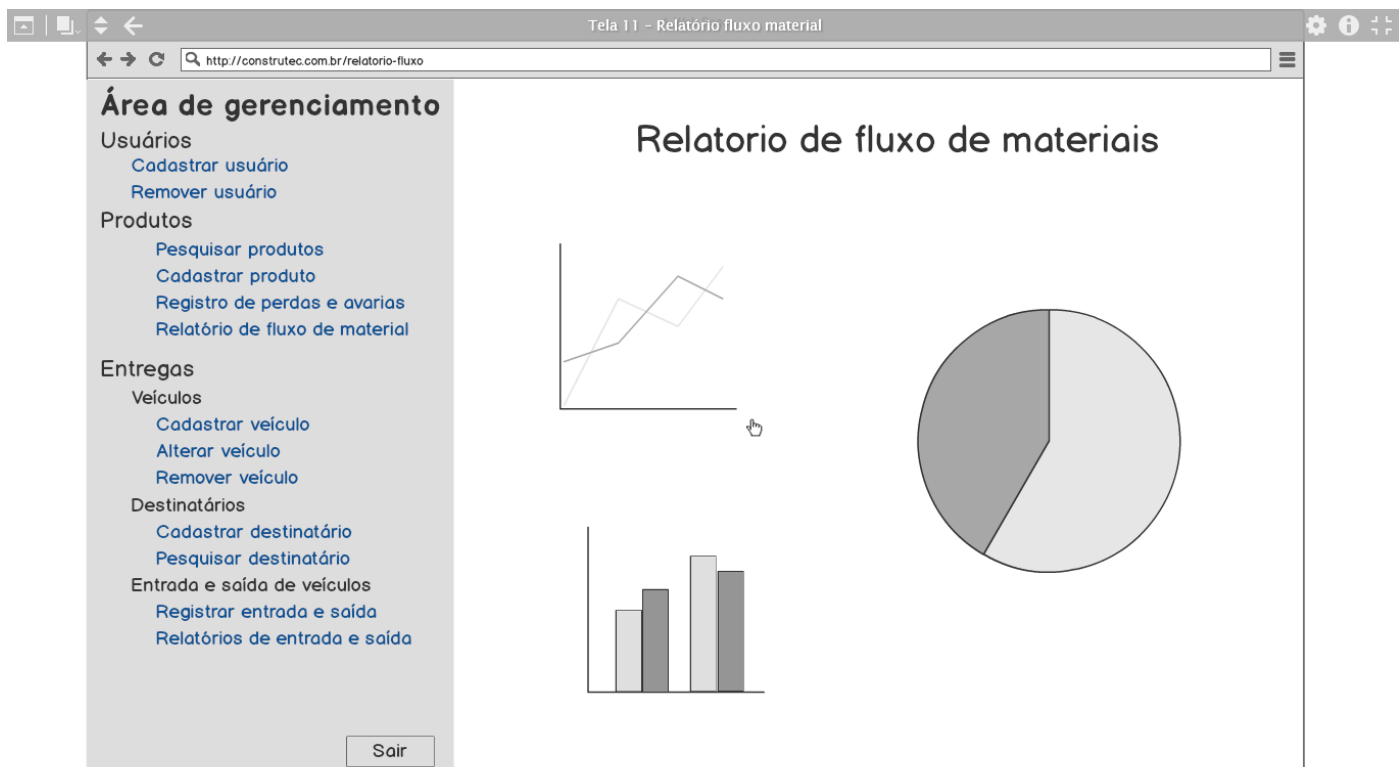 Tela 11 - Relatório fluxo material
http://construtec.com.br/relatorio-fluxo
Área de gerenciamento
Usuários
Cadastrar usuário
Remover usuário
Produtos
Pesquisar produtos
Cadastrar produto
Registro de perdas e avarias
Relatório de fluxo de material
Entregas
Veículos
Cadastrar veículo
Alterar veículo
Remover veículo
Destinatários
Cadastrar destinatário
Pesquisar destinatário
Entrada e saída de veículos
Registrar entrada e saída
Relatórios de entrada e saída
Sair
Relatorio de fluxo de materiais